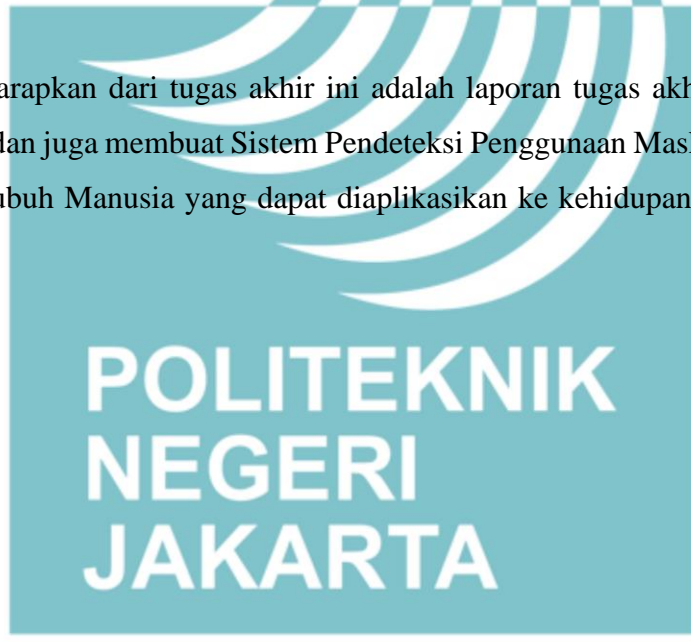 arapkan dari tugas akhir ini adalah laporan tugas akh
dan juga membuat Sistem Pendeteksi Penggunaan Mas
ubuh Manusia yang dapat diaplikasikan ke kehidupan
POLITEKNIK
NEGERI
JAKARTA